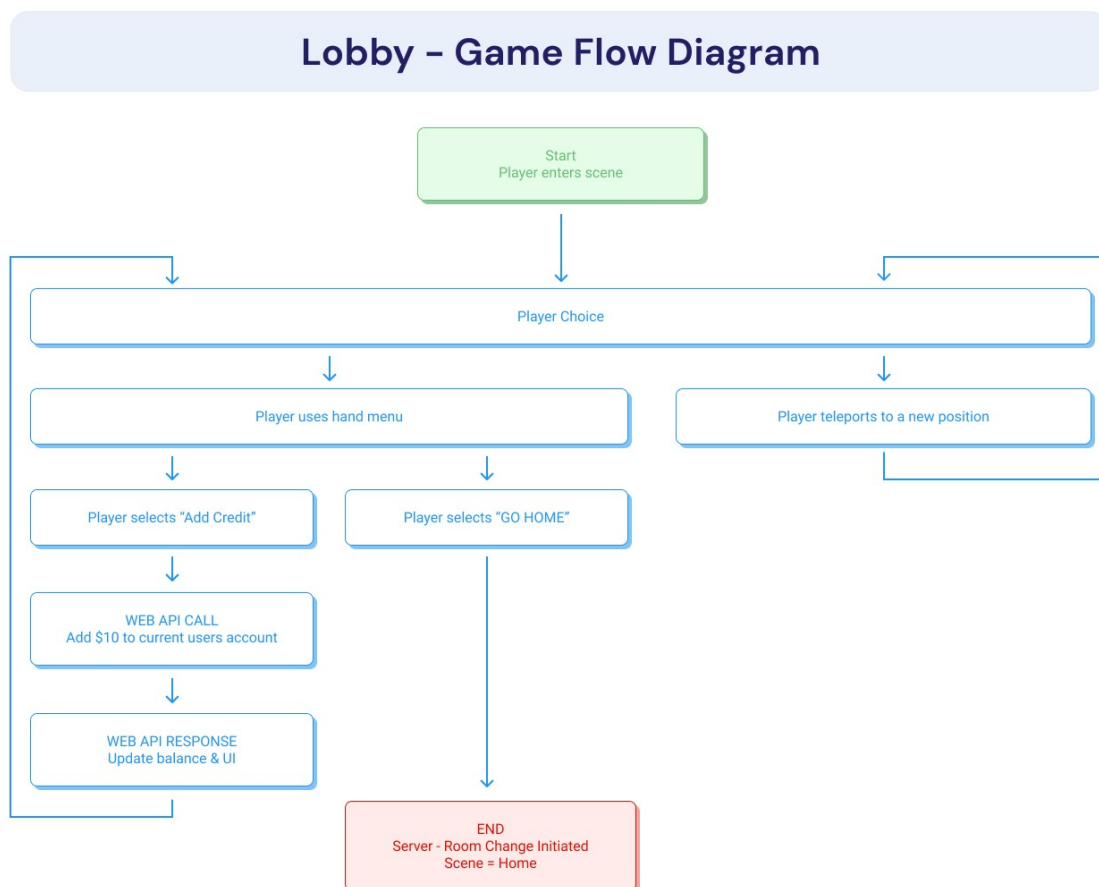 Lobby - Game Flow Diagram
Start
Player enters scene
Player Choice
Player uses hand menu
Player teleports to a new position
Player selects “Add Credit”
Player selects “GO HOME”
WEB API CALL
Add $10 to current users account
WEB API RESPONSE
Update balance & UI
END
Server - Room Change Initiated
Scene = Home